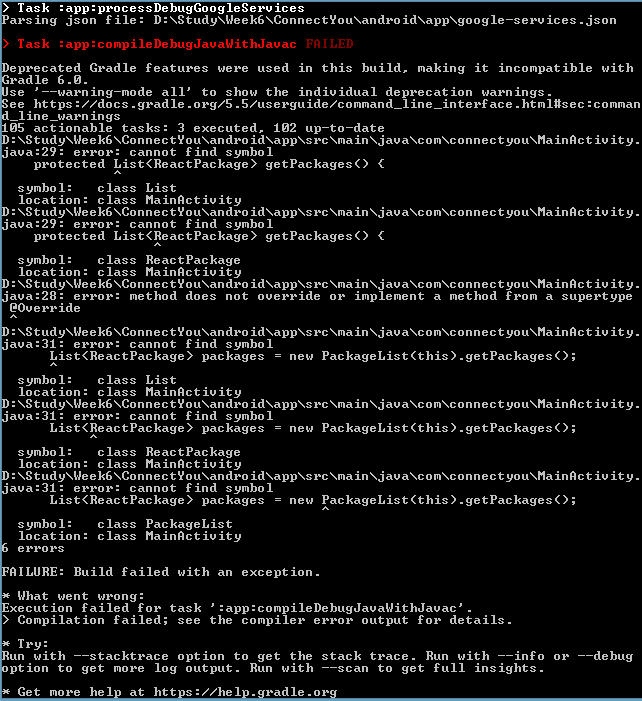 > Task :app:processDebugGoogleServices
Parsing json file: D:\Study\Week6\ConnectYou\android\app\google-services.json
> Task :app:compileDebugJavaWithJavac FAILED
Deprecated Gradle features were used in this build, making it incompatible with
Gradle 6.0.
Use '--warning-mode all' to show the individual deprecation warnings.
See https://docs.gradle.org/5.5/userguide/command_line_interface.html#sec:comman
d_line_warnings
105 actionable tasks: 3 executed, 102 up-to-date
D:\Study\Week6\ConnectYou\android\app\src\main\java\com\connectyou\MainActivity.
java:29: error: cannot find symbol
    protected List<ReactPackage> getPackages() {
              ^
  symbol:   class List
  location: class MainActivity
D:\Study\Week6\ConnectYou\android\app\src\main\java\com\connectyou\MainActivity.
java:29: error: cannot find symbol
    protected List<ReactPackage> getPackages() {
                   ^
  symbol:   class ReactPackage
  location: class MainActivity
D:\Study\Week6\ConnectYou\android\app\src\main\java\com\connectyou\MainActivity.
java:28: error: method does not override or implement a method from a supertype
 @Override
 ^
D:\Study\Week6\ConnectYou\android\app\src\main\java\com\connectyou\MainActivity.
java:31: error: cannot find symbol
      List<ReactPackage> packages = new PackageList(this).getPackages();
      ^
  symbol:   class List
  location: class MainActivity
D:\Study\Week6\ConnectYou\android\app\src\main\java\com\connectyou\MainActivity.
java:31: error: cannot find symbol
      List<ReactPackage> packages = new PackageList(this).getPackages();
           ^
  symbol:   class ReactPackage
  location: class MainActivity
D:\Study\Week6\ConnectYou\android\app\src\main\java\com\connectyou\MainActivity.
java:31: error: cannot find symbol
      List<ReactPackage> packages = new PackageList(this).getPackages();
                                        ^
  symbol:   class PackageList
  location: class MainActivity
6 errors
FAILURE: Build failed with an exception.
* What went wrong:
Execution failed for task ':app:compileDebugJavaWithJavac'.
> Compilation failed; see the compiler error output for details.
* Try:
Run with --stacktrace option to get the stack trace. Run with --info or --debug
option to get more log output. Run with --scan to get full insights.
* Get more help at https://help.gradle.org